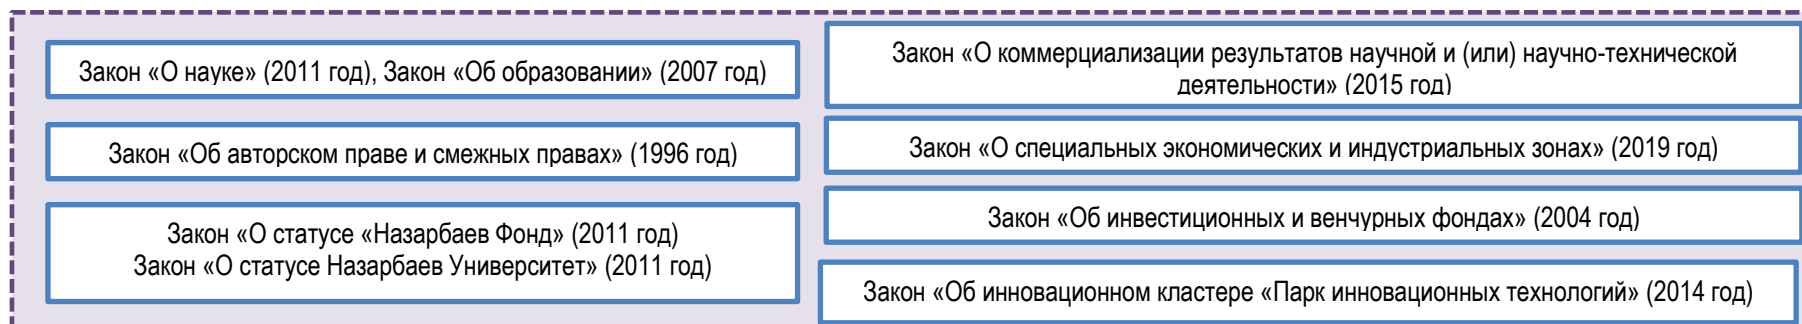 Закон «О науке» (2011 год), Закон «Об образовании» (2007 год)
Закон «Об авторском праве и смежных правах» (1996 год)
Закон «О статусе «Назарбаев Фонд» (2011 год)
Закон «О статусе Назарбаев Университет» (2011 год)
Закон «О коммерциализации результатов научной и (или) научно-технической
деятельности» (2015 год)
Закон «О специальных экономических и индустриальных зонах» (2019 год)
Закон «Об инвестиционных и венчурных фондах» (2004 год)
Закон «Об инновационном кластере «Парк инновационных технологий» (2014 год)